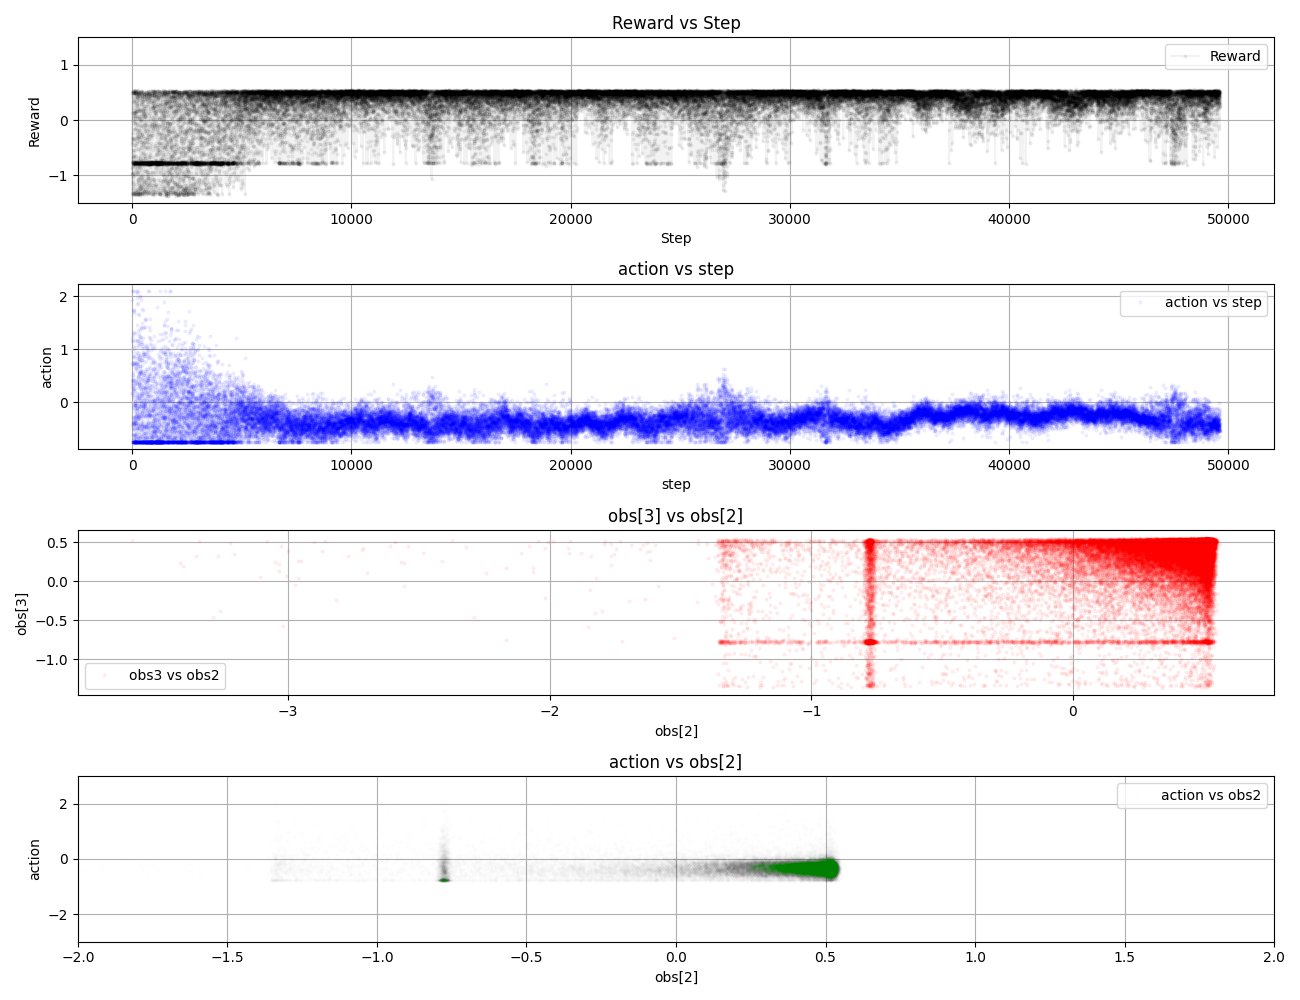 Reward vs Step
Reward
1
0
−1
Reward
0 10000 20000 30000 40000 50000
Step
action vs step
action vs step
2
1
0
action
0 10000 20000 30000 40000 50000
step
obs[3] vs obs[2]
0.5
0.0
−0.5
−1.0
obs[3]
obs3 vs obs2
−3 −2 −1 0
obs[2]
action vs obs[2]
action vs obs2
2
0
−2
action
−2.0 −1.5 −1.0 −0.5 0.0 0.5 1.0 1.5 2.0
obs[2]